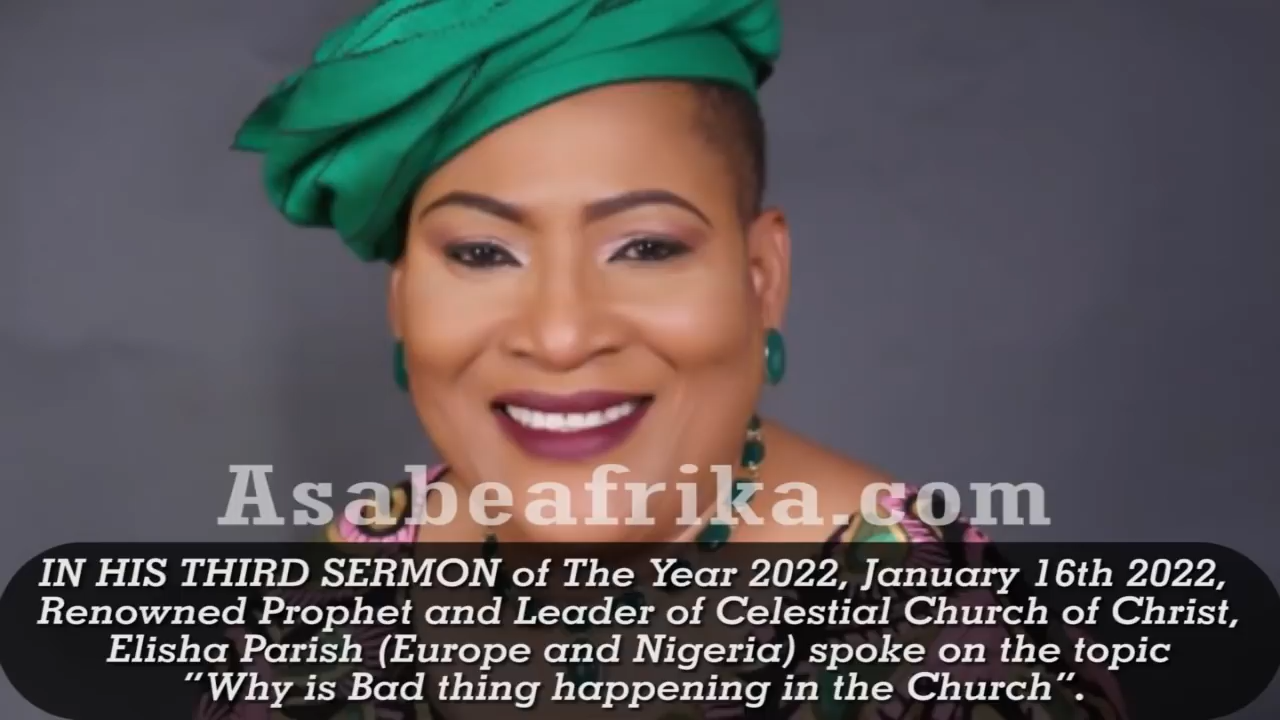 Asabeafrika.com
IN HIS THIRD SERMON of The Year 2022, January 16th 2022,
Renowned Prophet and Leader of Celestial Church of Christ,
Elisha Parish (Europe and Nigeria) spoke on the topic
"Why is Bad thing happening in the Church".